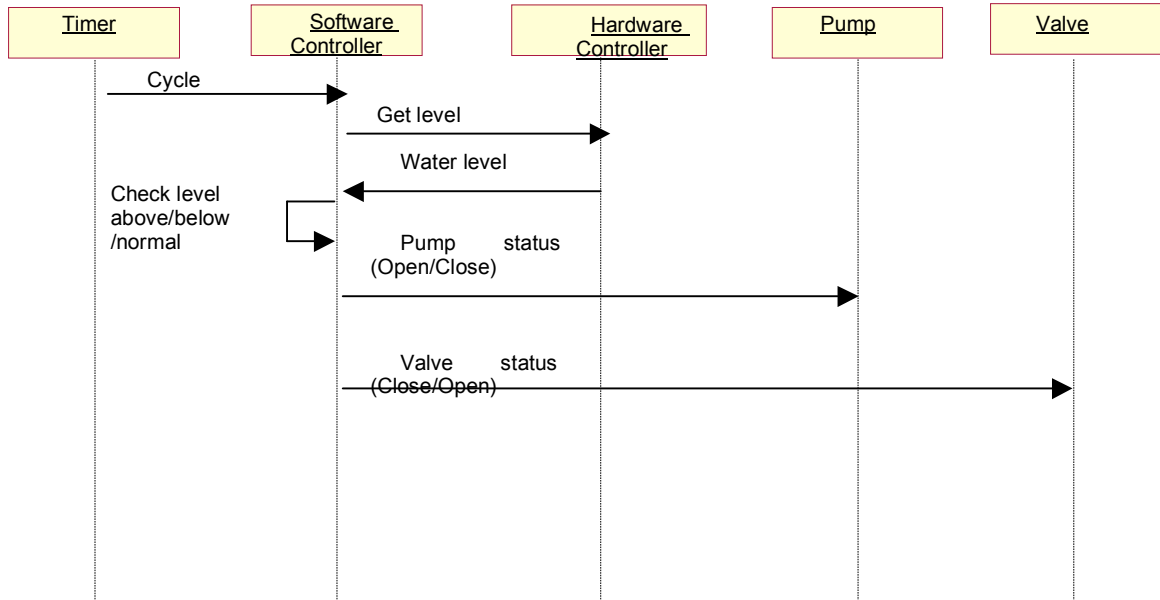 Timer
Software
Controller
Hardware
Controller
Pump
Valve
Cycle
Get level
Water level
Check level
above/below
/normal
Pump status
(Open/Close)
Valve status
(Close/Open)